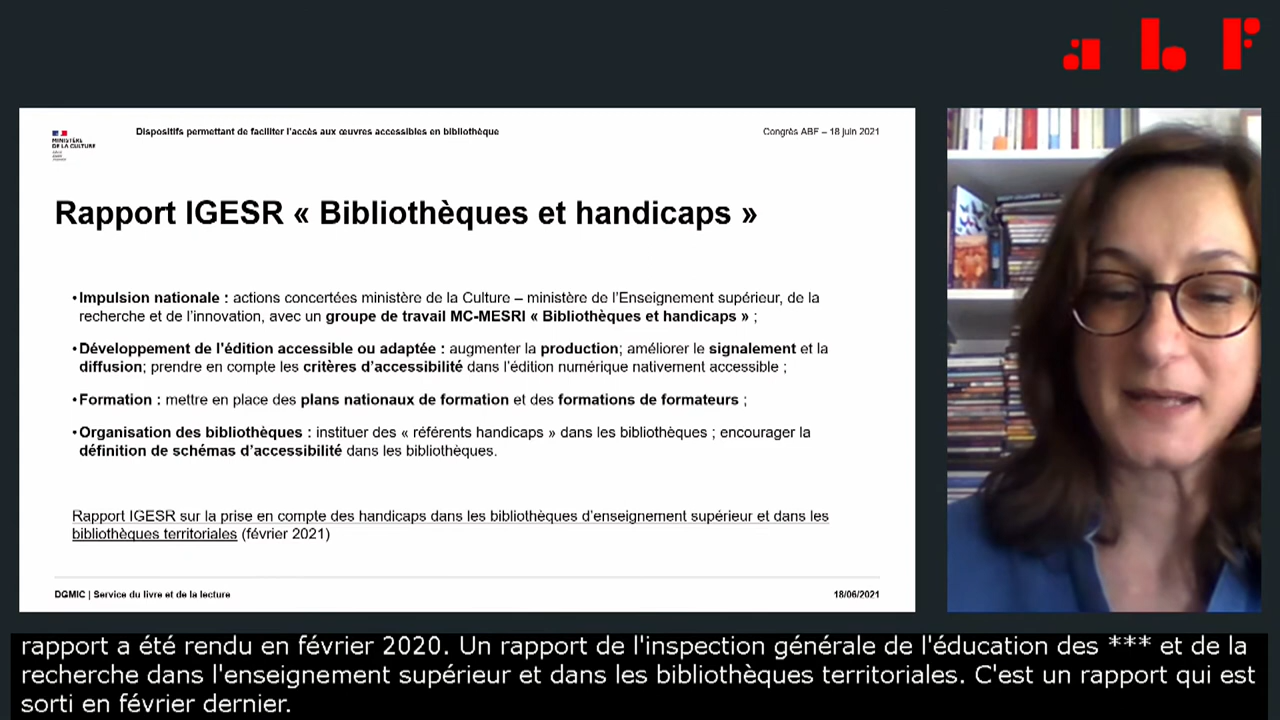 a b F
MINISTÈRE
DE LA CULTURE
Dispositifs permettant de faciliter l'accès aux œuvres accessibles en bibliothèque
Congrès ABF – 18 juin 2021
Rapport IGESR « Bibliothèques et handicaps »
•Impulsion nationale : actions concertées ministère de la Culture – ministère de l'Enseignement supérieur, de la
recherche et de l'innovation, avec un groupe de travail MC-MESRI « Bibliothèques et handicaps » ;
•Développement de l'édition accessible ou adaptée : augmenter la production; améliorer le signalement et la
diffusion; prendre en compte les critères d'accessibilité dans l'édition numérique nativement accessible ;
•Formation : mettre en place des plans nationaux de formation et des formations de formateurs ;
•Organisation des bibliothèques : instituer des « référents handicaps » dans les bibliothèques ; encourager la
définition de schémas d'accessibilité dans les bibliothèques.
Rapport IGESR sur la prise en compte des handicaps dans les bibliothèques d'enseignement supérieur et dans les
bibliothèques territoriales (février 2021)
DGMIC | Service du livre et de la lecture
18/06/2021
rapport a été rendu en février 2020. Un rapport de l'inspection générale de l'éducation des *** et de la
recherche dans l'enseignement supérieur et dans les bibliothèques territoriales. C'est un rapport qui est
sorti en février dernier.